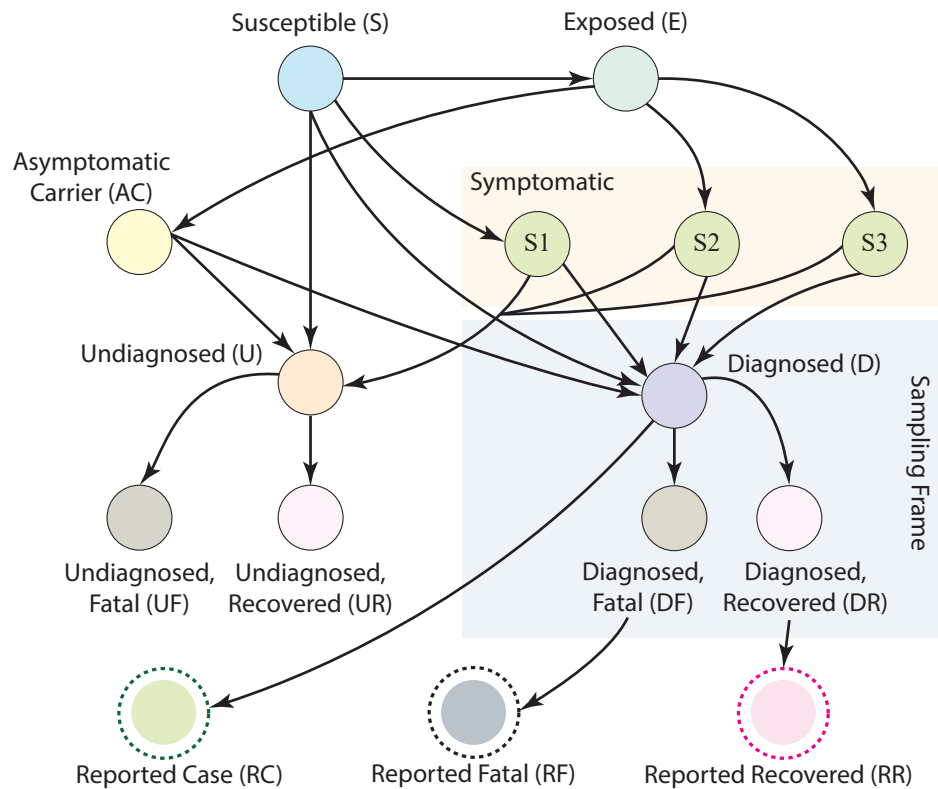 Susceptible (S)
Exposed (E)
Asymptomatic
Carrier (AC)
Symptomatic
S1
S2
S3
Undiagnosed (U)
Diagnosed (D)
Sampling Frame
Undiagnosed,
Fatal (UF)
Undiagnosed,
Recovered (UR)
Diagnosed,
Fatal (DF)
Diagnosed,
Recovered (DR)
Reported Case (RC)
Reported Fatal (RF)
Reported Recovered (RR)